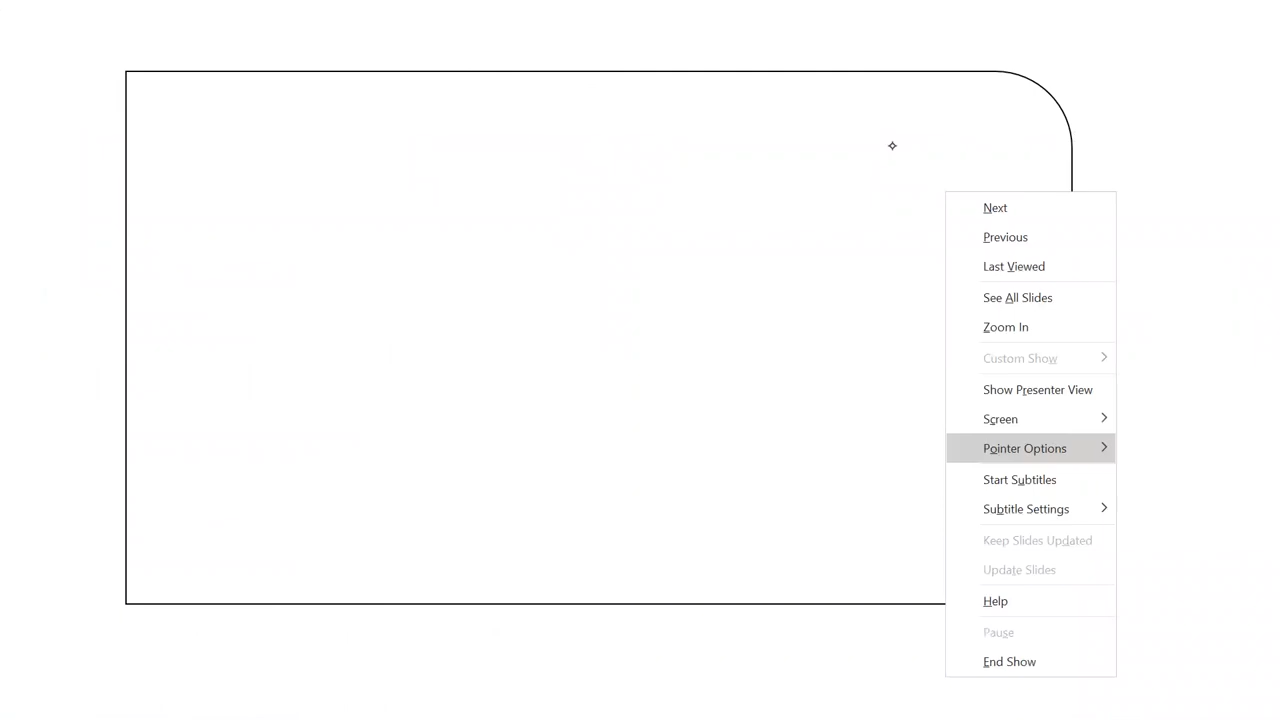 Next
Previous
Last Viewed
See All Slides
Zoom In
Custom Show
Show Presenter View
Screen
Pointer Options
Start Subtitles
Subtitle Settings
Keep Slides Updated
Update Slides
Help
Pause
End Show